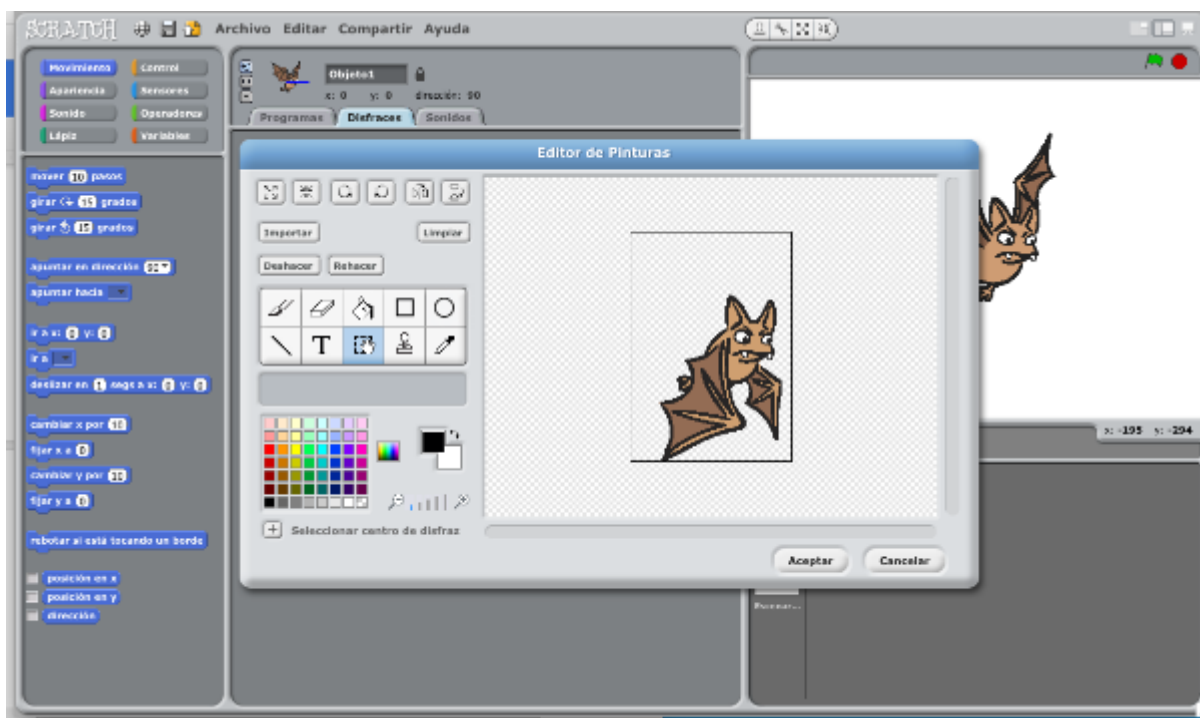 SCRATCH Archivo Editar Compartir Ayuda
Movimiento Control
Apariencia Sensores
Sonido Operadores
Lápiz Variables
Objeto1
x: 0 y: 0 dirección: 90
Programas Disfraces Sonidos
mover 10 pasos
girar 15 grados
girar 15 grados
apuntar en dirección 90
apuntar hacia
ir a x: 0 y: 0
ir a
deslizar en 1 segs a x: 0 y: 0
cambiar x por 10
fijar x a 0
cambiar y por 10
fijar y a 0
rebotar si está tocando un borde
posición en x
posición en y
dirección
Editor de Pinturas
Importar Limpiar
Deshacer Rehacer
T
Seleccionar centro de disfraz
Aceptar Cancelar
x: -195 y: -294